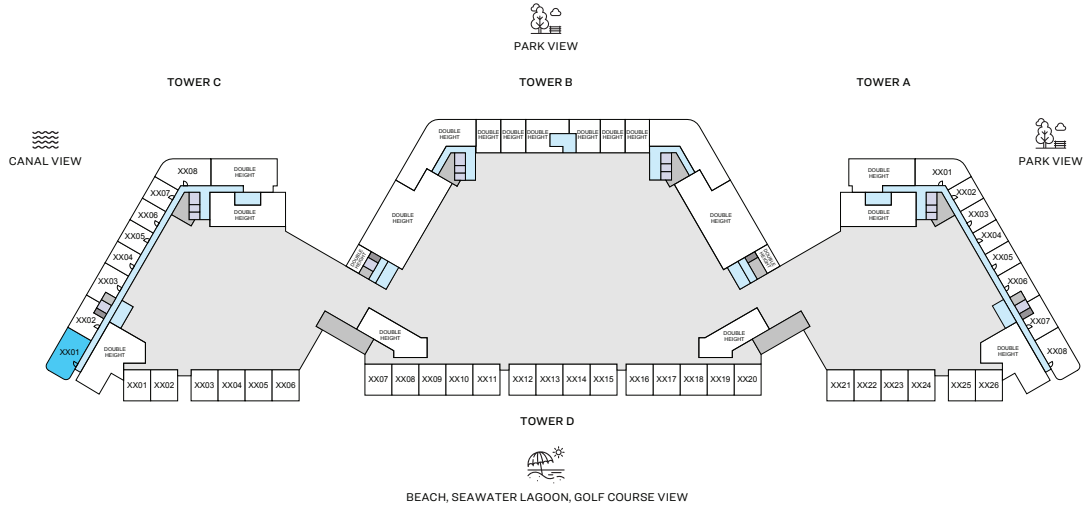 PARK VIEW
TOWER C
TOWER B
TOWER A
CANAL VIEW
PARK VIEW
DOUBLE
HEIGHT
DOUBLE
HEIGHT
DOUBLE
HEIGHT
DOUBLE
HEIGHT
DOUBLE
HEIGHT
DOUBLE
HEIGHT
DOUBLE
HEIGHT
XX08
DOUBLE
HEIGHT
XX07
XX06
XX05
XX04
XX03
XX02
XX01
DOUBLE
HEIGHT
DOUBLE
HEIGHT
DOUBLE
HEIGHT
DOUBLE
HEIGHT
DOUBLE
HEIGHT
DOUBLE
HEIGHT
DOUBLE
HEIGHT
DOUBLE
HEIGHT
DOUBLE
HEIGHT
XX01
XX02
XX03
XX04
XX05
XX06
XX07
XX08
DOUBLE
HEIGHT
DOUBLE
HEIGHT
DOUBLE
HEIGHT
XX01 XX02 XX03 XX04 XX05 XX06
XX07 XX08 XX09 XX10 XX11 XX12 XX13 XX14 XX15 XX16 XX17 XX18 XX19 XX20
XX21 XX22 XX23 XX24 XX25 XX26
TOWER D
BEACH, SEAWATER LAGOON, GOLF COURSE VIEW